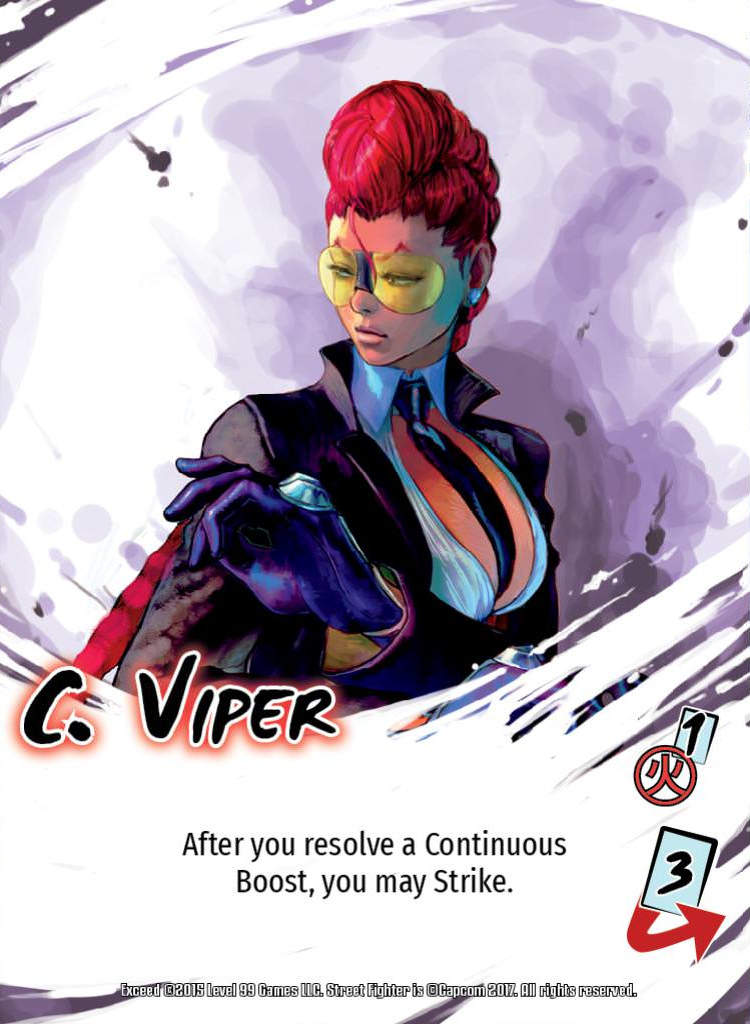 C. VIPER
1
火
After you resolve a Continuous
Boost, you may Strike.
3
Exceed ©2015 Level 99 Games LLC. Street Fighter is ©Capcom 2017. All rights reserved.